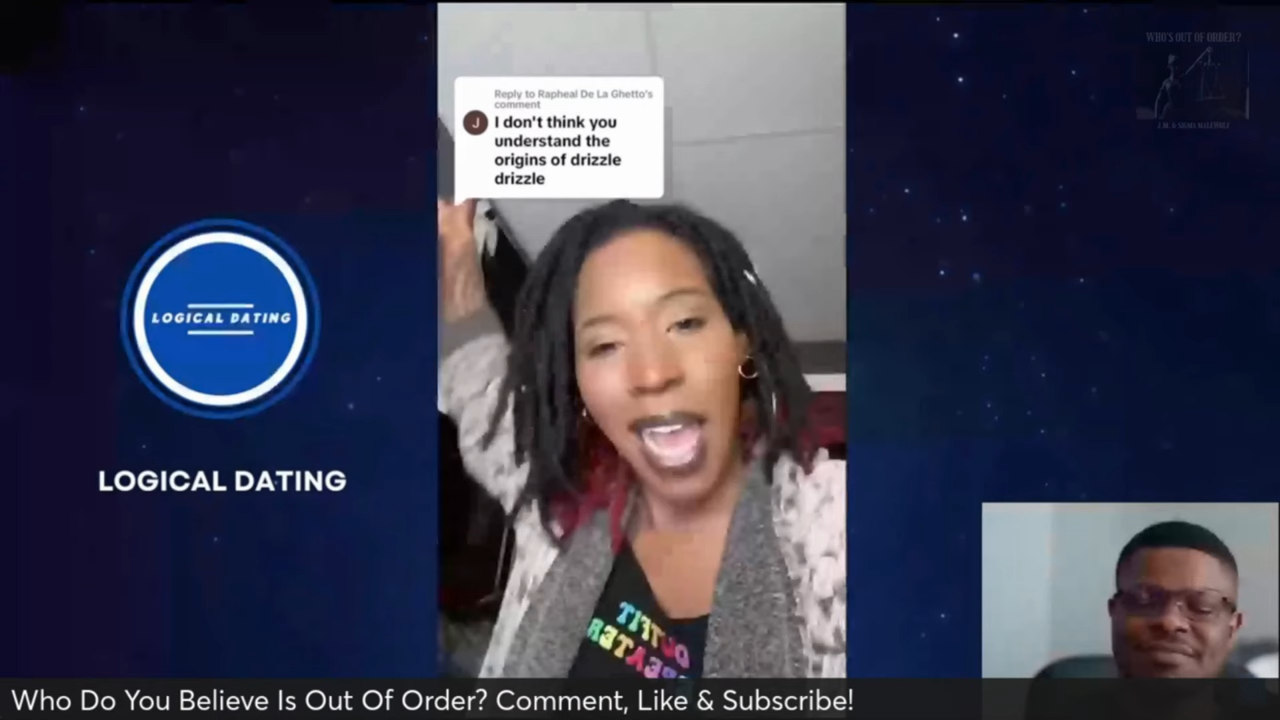 WHO'S OUT OF ORDER?
Reply to Rapheal De La Ghetto's
comment
J
I don't think you
understand the
origins of drizzle
drizzle
LOGICAL DATING
LOGICAL DATING
OUTFIT
Who Do You Believe Is Out Of Order? Comment, Like & Subscribe!